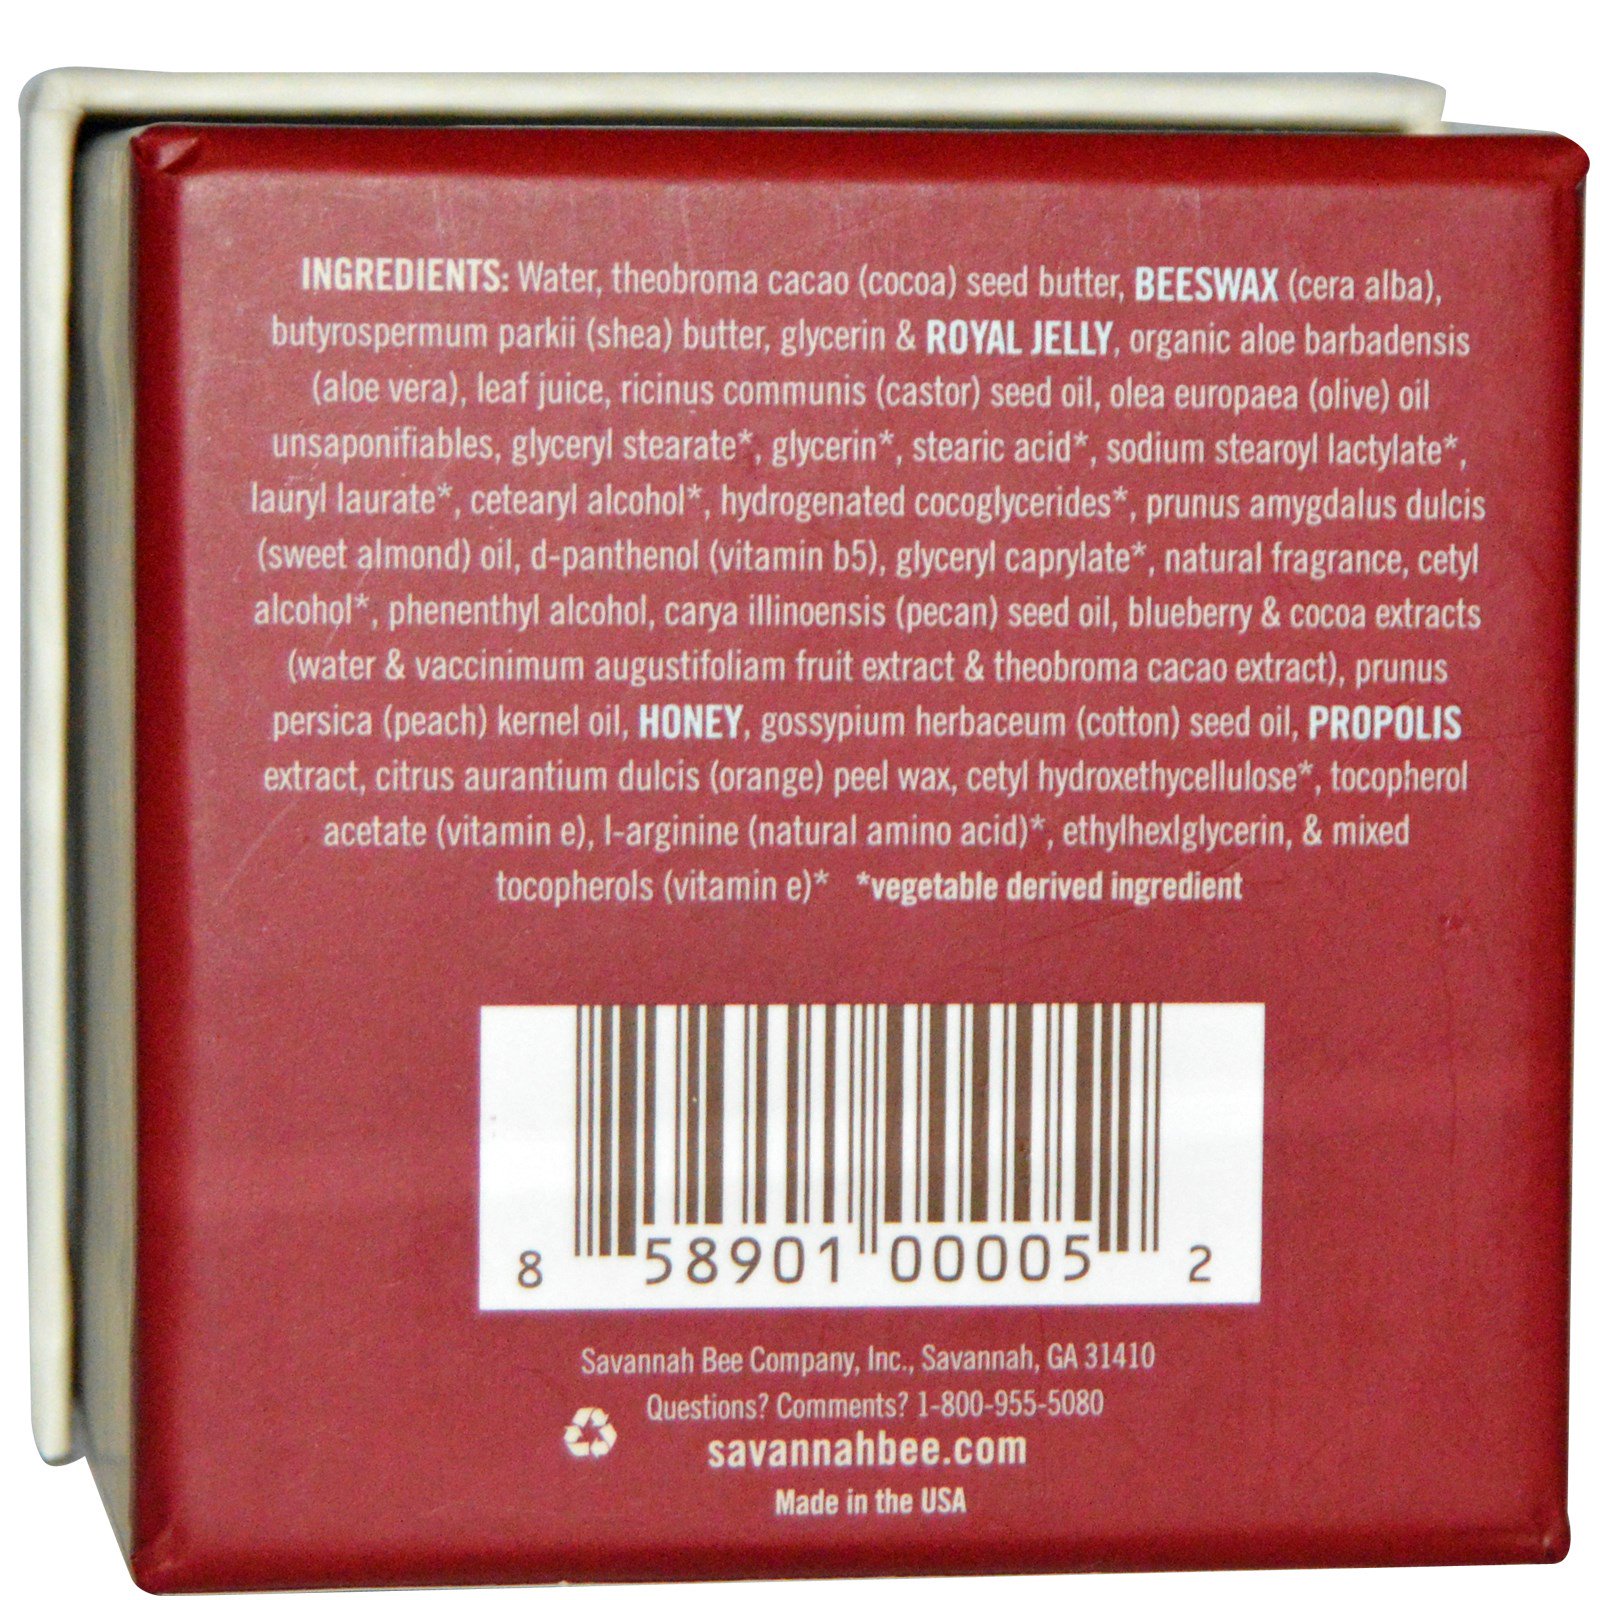 INGREDIENTS: Water, theobroma cacao (cocoa) seed butter, BEESWAX (cera alba),
butyrospermum parkii (shea) butter, glycerin & ROYAL JELLY, organic aloe barbadensis
(aloe vera), leaf juice, ricinus communis (castor) seed oil, olea europaea (olive) oil
unsaponifiables, glyceryl stearate*, glycerin*, stearic acid*, sodium stearoyl lactylate*,
lauryl laurate*, cetearyl alcohol*, hydrogenated cocoglycerides*, prunus amygdalus dulcis
(sweet almond) oil, d-panthenol (vitamin b5), glyceryl caprylate*, natural fragrance, cetyl
alcohol*, phenenthyl alcohol, carya illinoensis (pecan) seed oil, blueberry & cocoa extracts
(water & vaccinimum augustifoliam fruit extract & theobroma cacao extract), prunus
persica (peach) kernel oil, HONEY, gossypium herbaceum (cotton) seed oil, PROPOLIS
extract, citrus aurantium dulcis (orange) peel wax, cetyl hydroxethycellulose*, tocopherol
acetate (vitamin e), l-arginine (natural amino acid)*, ethylhexlglycerin, & mixed
tocopherols (vitamin e)* *vegetable derived ingredient
8 58901 00005 2
Savannah Bee Company, Inc., Savannah, GA 31410
Questions? Comments? 1-800-955-5080
savannahbee.com
Made in the USA